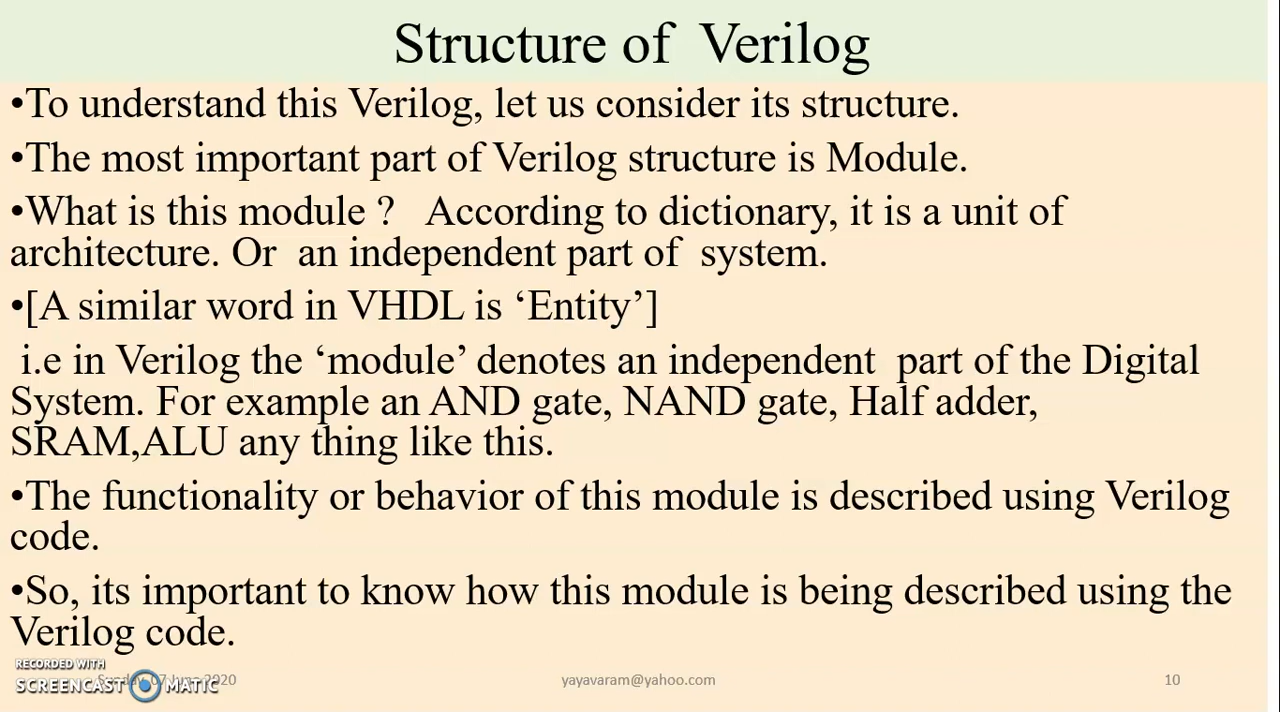 Structure of Verilog
•To understand this Verilog, let us consider its structure.
•The most important part of Verilog structure is Module.
•What is this module ? According to dictionary, it is a unit of
architecture. Or an independent part of system.
•[A similar word in VHDL is ‘Entity’]
i.e in Verilog the ‘module’ denotes an independent part of the Digital
System. For example an AND gate, NAND gate, Half adder,
SRAM,ALU any thing like this.
•The functionality or behavior of this module is described using Verilog
code.
•So, its important to know how this module is being described using the
Verilog code.
RECORDED WITH
SCREENCAST MATIC
Sunday, 07 June 2020
yayavaram@yahoo.com
10